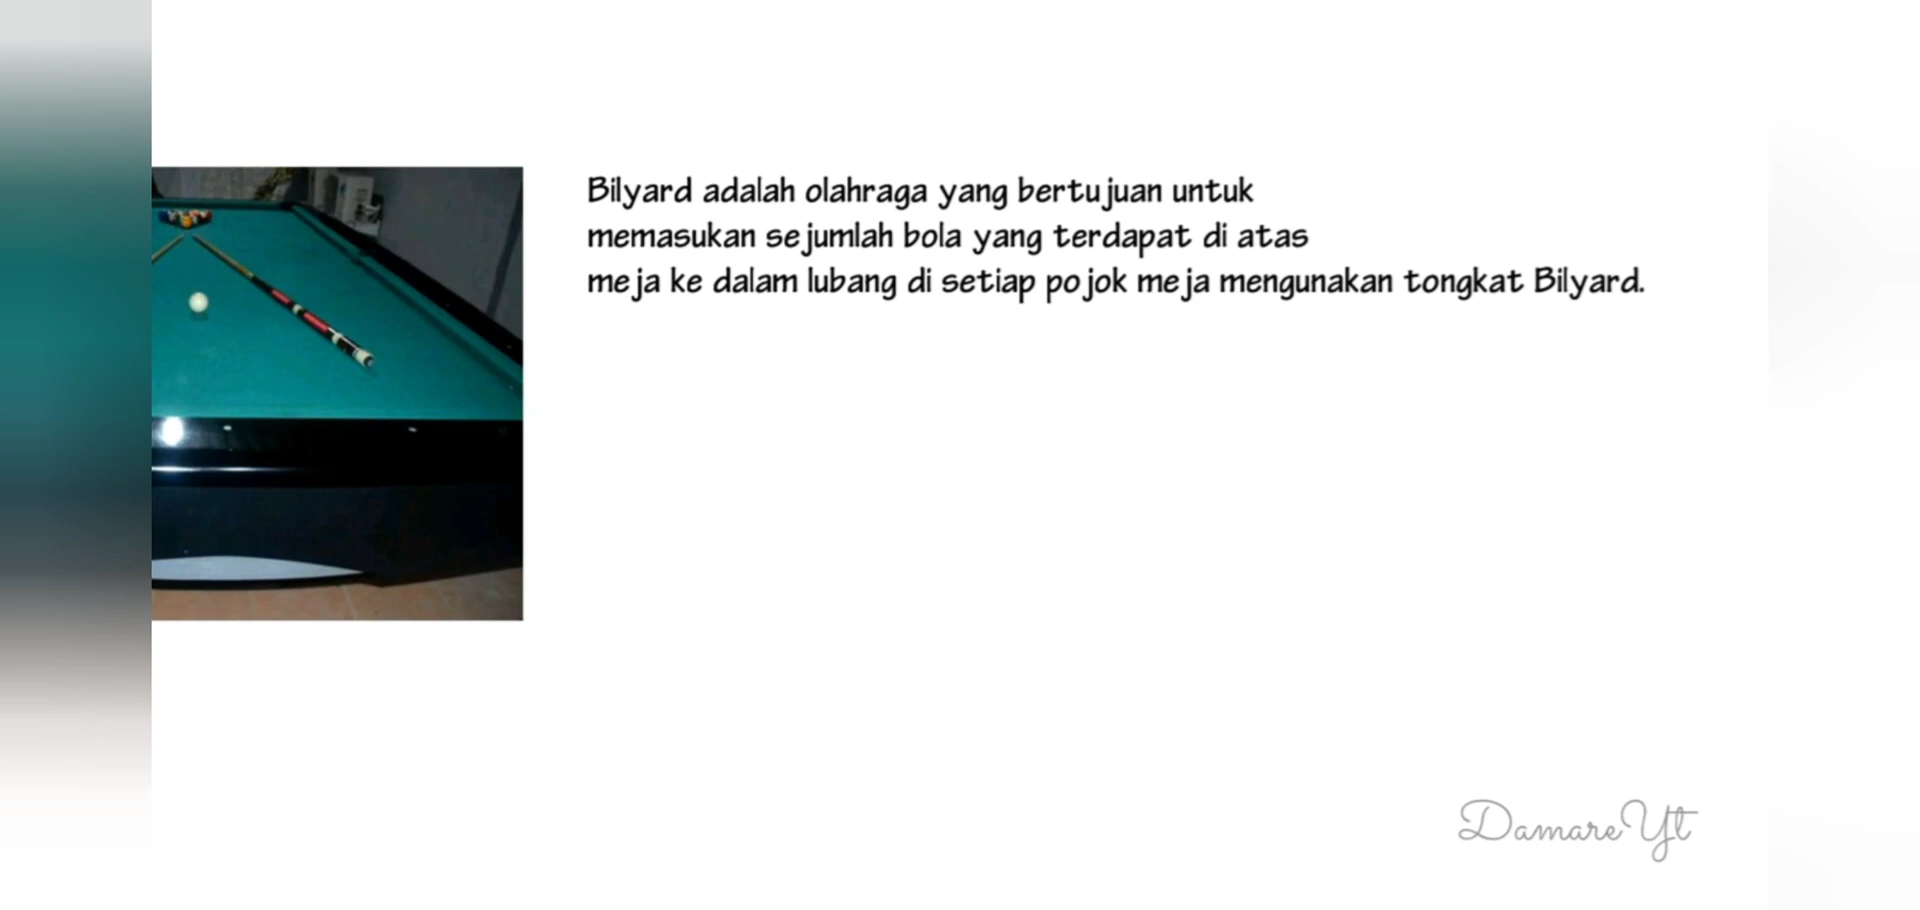 Bilyard adalah olahraga yang bertujuan untuk
memasukan sejumlah bola yang terdapat di atas
meja ke dalam lubang di setiap pojok meja mengunakan tongkat Bilyard.
DamareYt